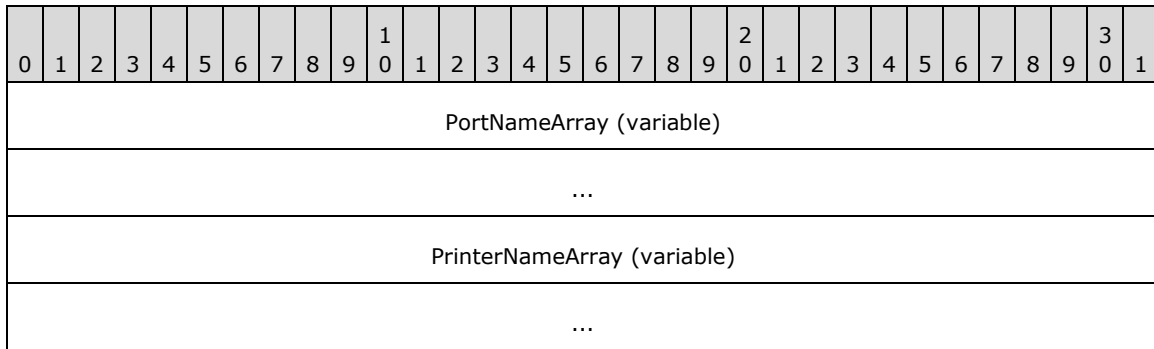 1 2 3
0 1 2 3 4 5 6 7 8 9 0 1 2 3 4 5 6 7 8 9 0 1 2 3 4 5 6 7 8 9 0 1
PortNameArray (variable)
...
PrinterNameArray (variable)
...